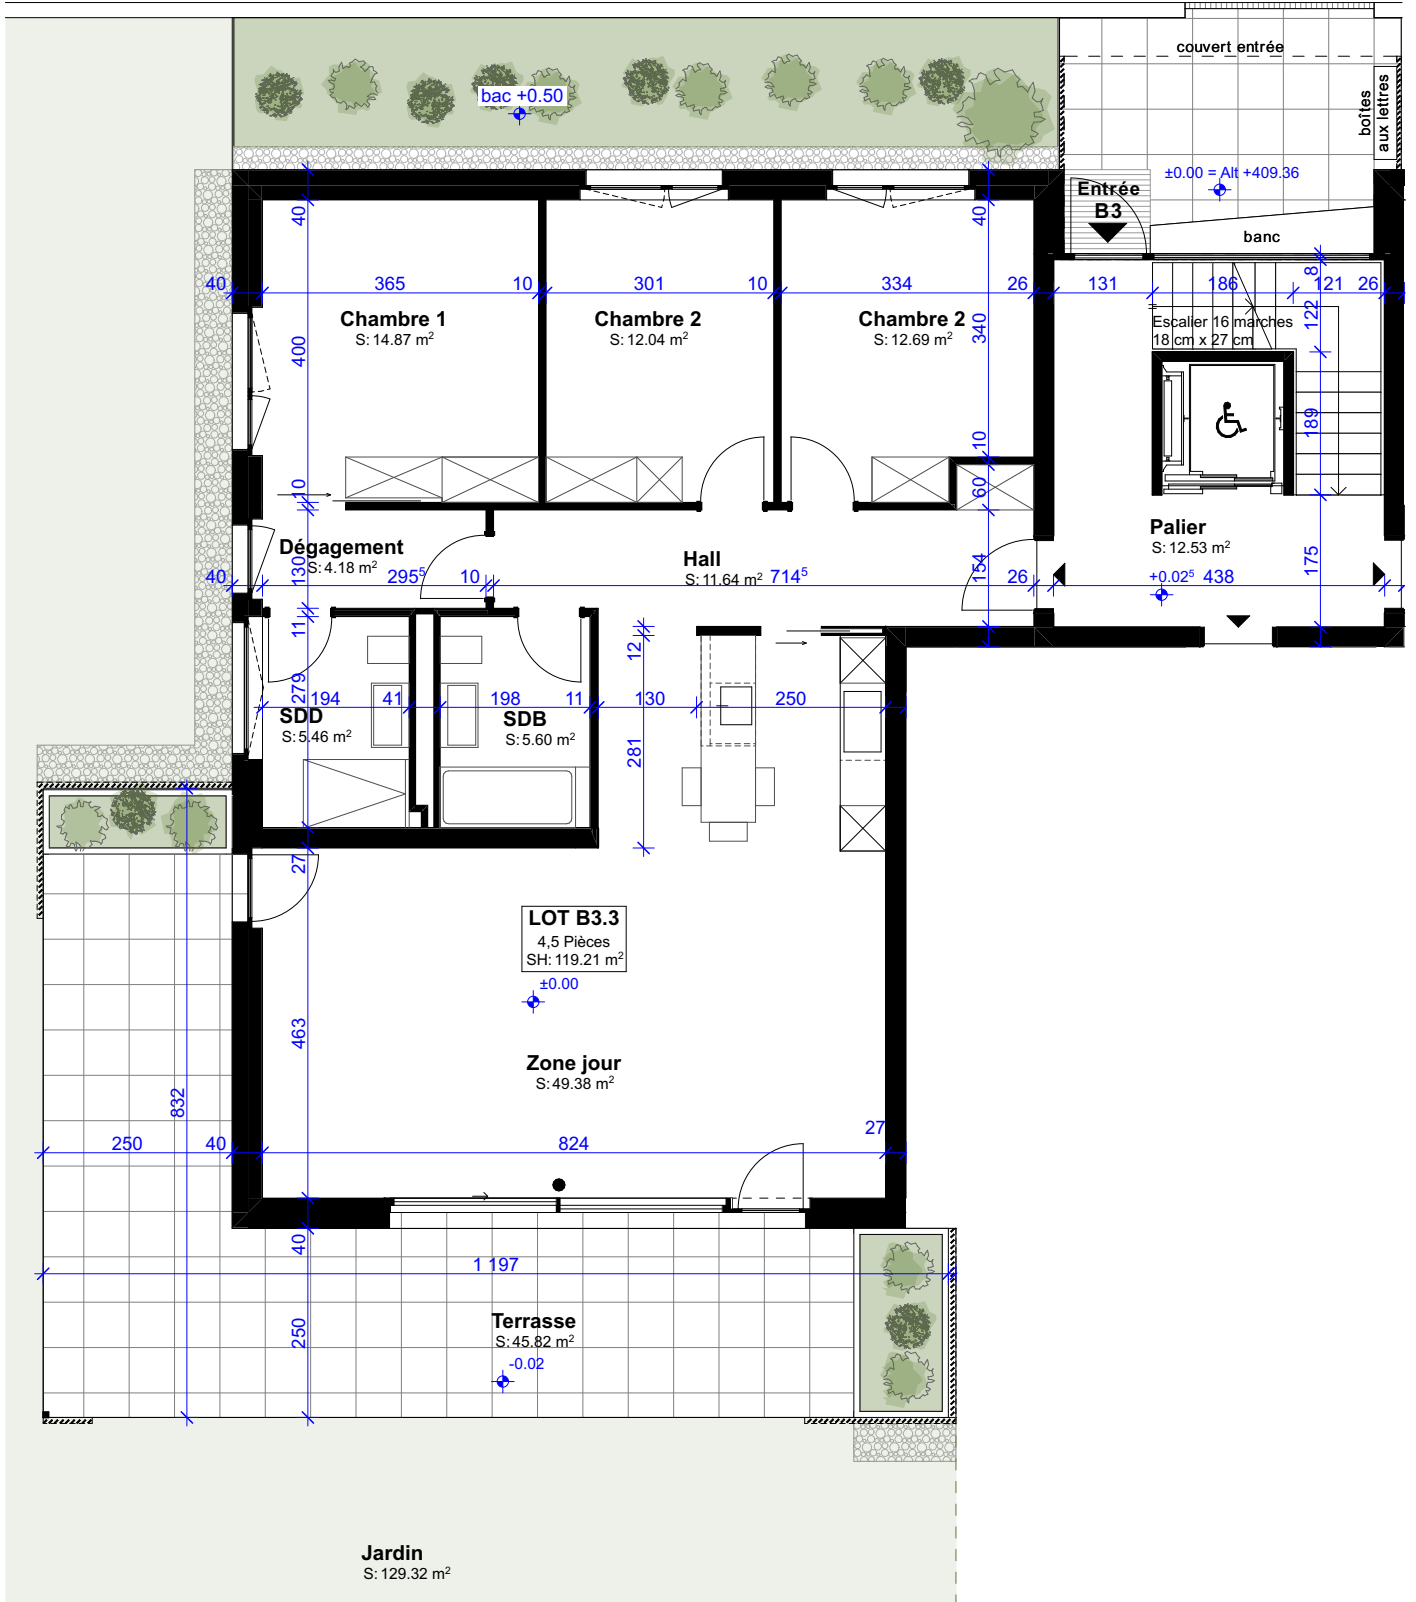 couvert entrée
boîtes
aux lettres
bac +0.50
±0.00 = Alt +409.36
Entrée
B3
banc
40
40
8
40
365
10
301
10
334
26
131
186
121
26
Chambre 1
S: 14.87 m²
Chambre 2
S: 12.04 m²
Chambre 2
S: 12.69 m²
400
340
122
Escalier 16 marches
18 cm x 27 cm
189
10
10
60
Palier
S: 12.53 m²
Dégagement
S: 4.18 m²
Hall
S: 11.64 m²
130
154
175
40
295⁵
10
714⁵
26
+0.02⁵
438
11
12
279
194
41
198
11
130
250
SDD
S: 5.46 m²
SDB
S: 5.60 m²
281
27
LOT B3.3
4,5 Pièces
SH: 119.21 m²
±0.00
463
Zone jour
S: 49.38 m²
832
250
40
824
27
40
1 197
Terrasse
S: 45.82 m²
250
-0.02
Jardin
S: 129.32 m²